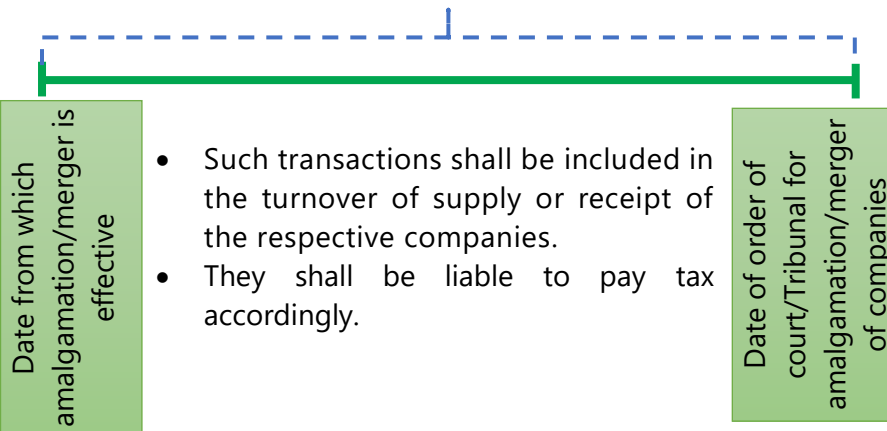 Date from which
amalgamation/merger is
effective
• Such transactions shall be included in
the turnover of supply or receipt of
the respective companies.
• They shall be liable to pay tax
accordingly.
Date of order of
court/Tribunal for
amalgamation/merger
of companies